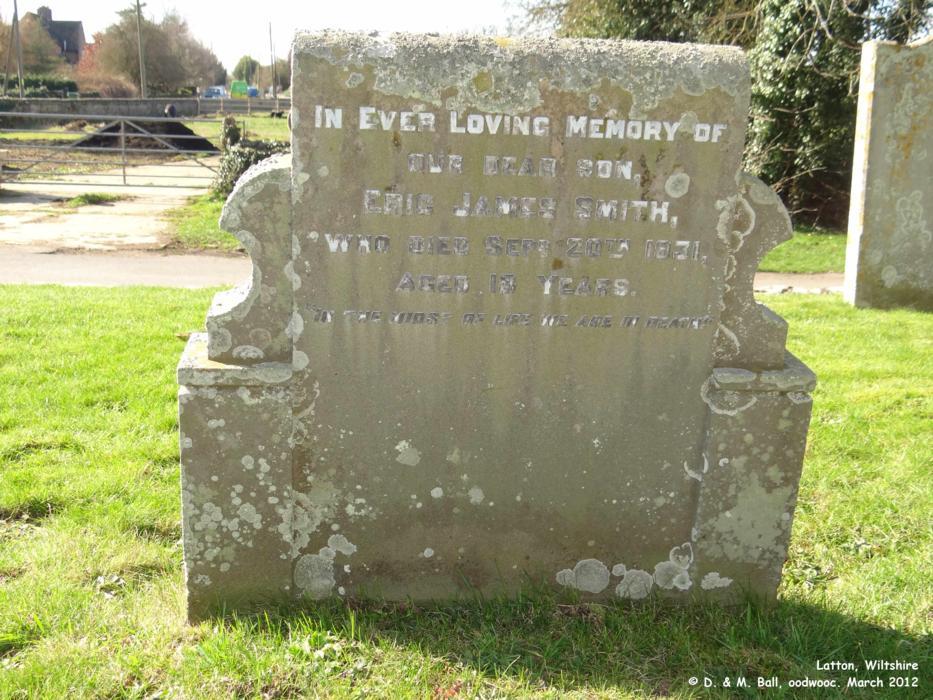 In Ever Loving Memory of
our dear son,
Eric James Smith,
who died Sept 20th 1931,
Aged 18 Years.
"In the midst of life we are in death"
Latton, Wiltshire
© D. & M. Ball, oodwooc. March 2012